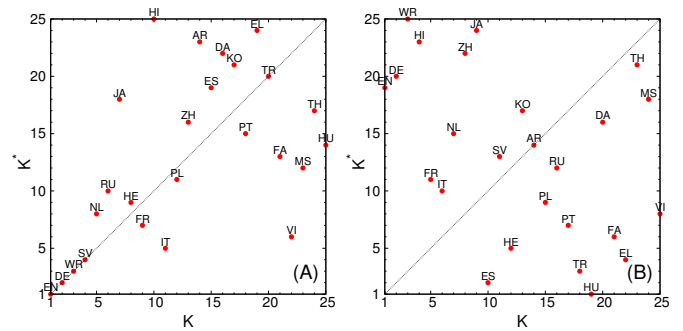 25
20
15
10
5
1
K*
HI
EL
AR
DA
KO
TR
ES
JA
TH
ZH
PT
HU
FA
MS
PL
RU
HE
NL
FR
VI
IT
SV
WR
DE
EN
(A)
1 5 10 15 20 25
K
25
20
15
10
5
1
K*
WR
JA
HI
ZH
TH
DE
EN
MS
KO
DA
NL
AR
SV
RU
FR
IT
PL
VI
PT
FA
HE
EL
TR
ES
HU
(B)
1 5 10 15 20 25
K